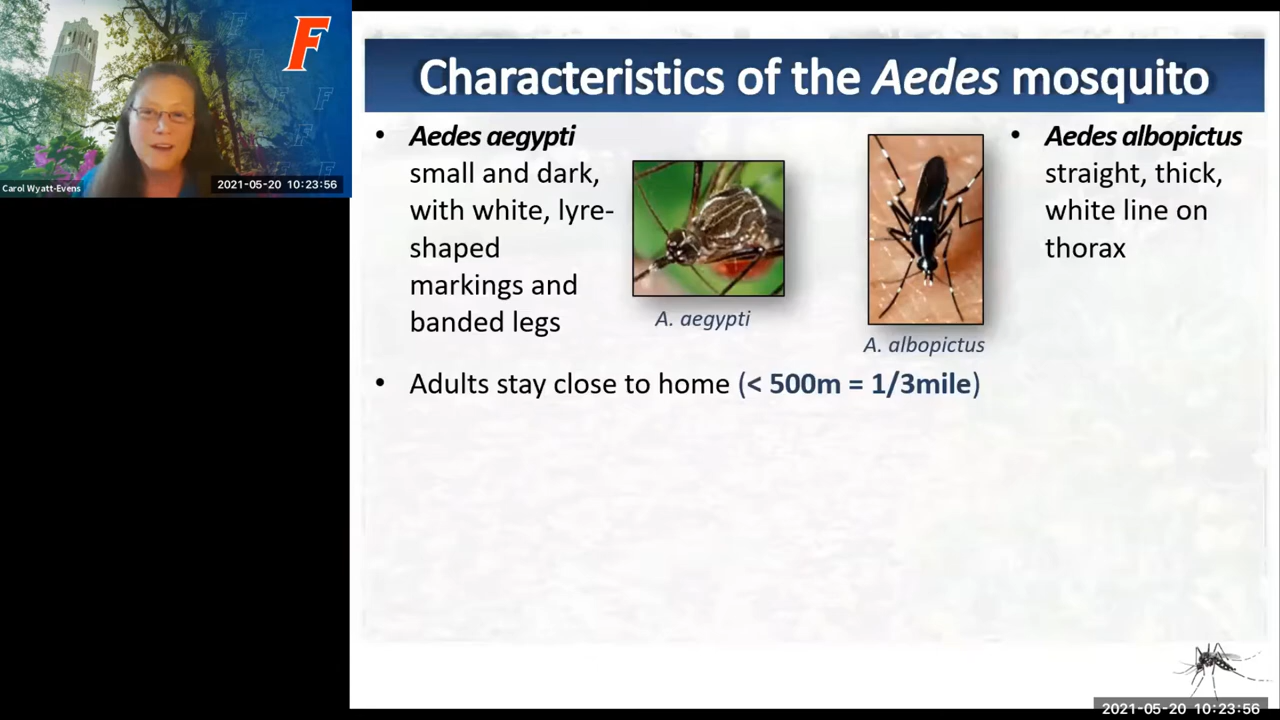 F
Carol Wyatt-Evens
2021-05-20 10:23:56
Characteristics of the Aedes mosquito
• Aedes aegypti
small and dark,
with white, lyre-
shaped
markings and
banded legs
A. aegypti
A. albopictus
• Aedes albopictus
straight, thick,
white line on
thorax
• Adults stay close to home (< 500m = 1/3mile)
2021-05-20 10:23:56